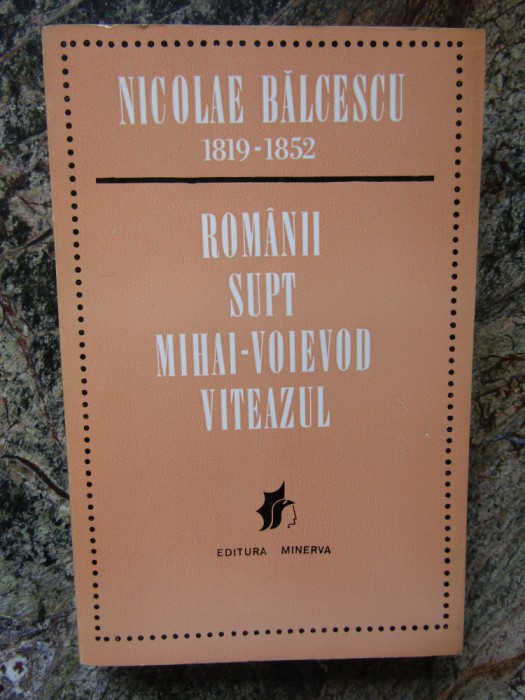 NICOLAE BĂLCESCU
1819-1852
ROMÂNII
SUPT
MIHAI-VOIEVOD
VITEAZUL
EDITURA MINERVA